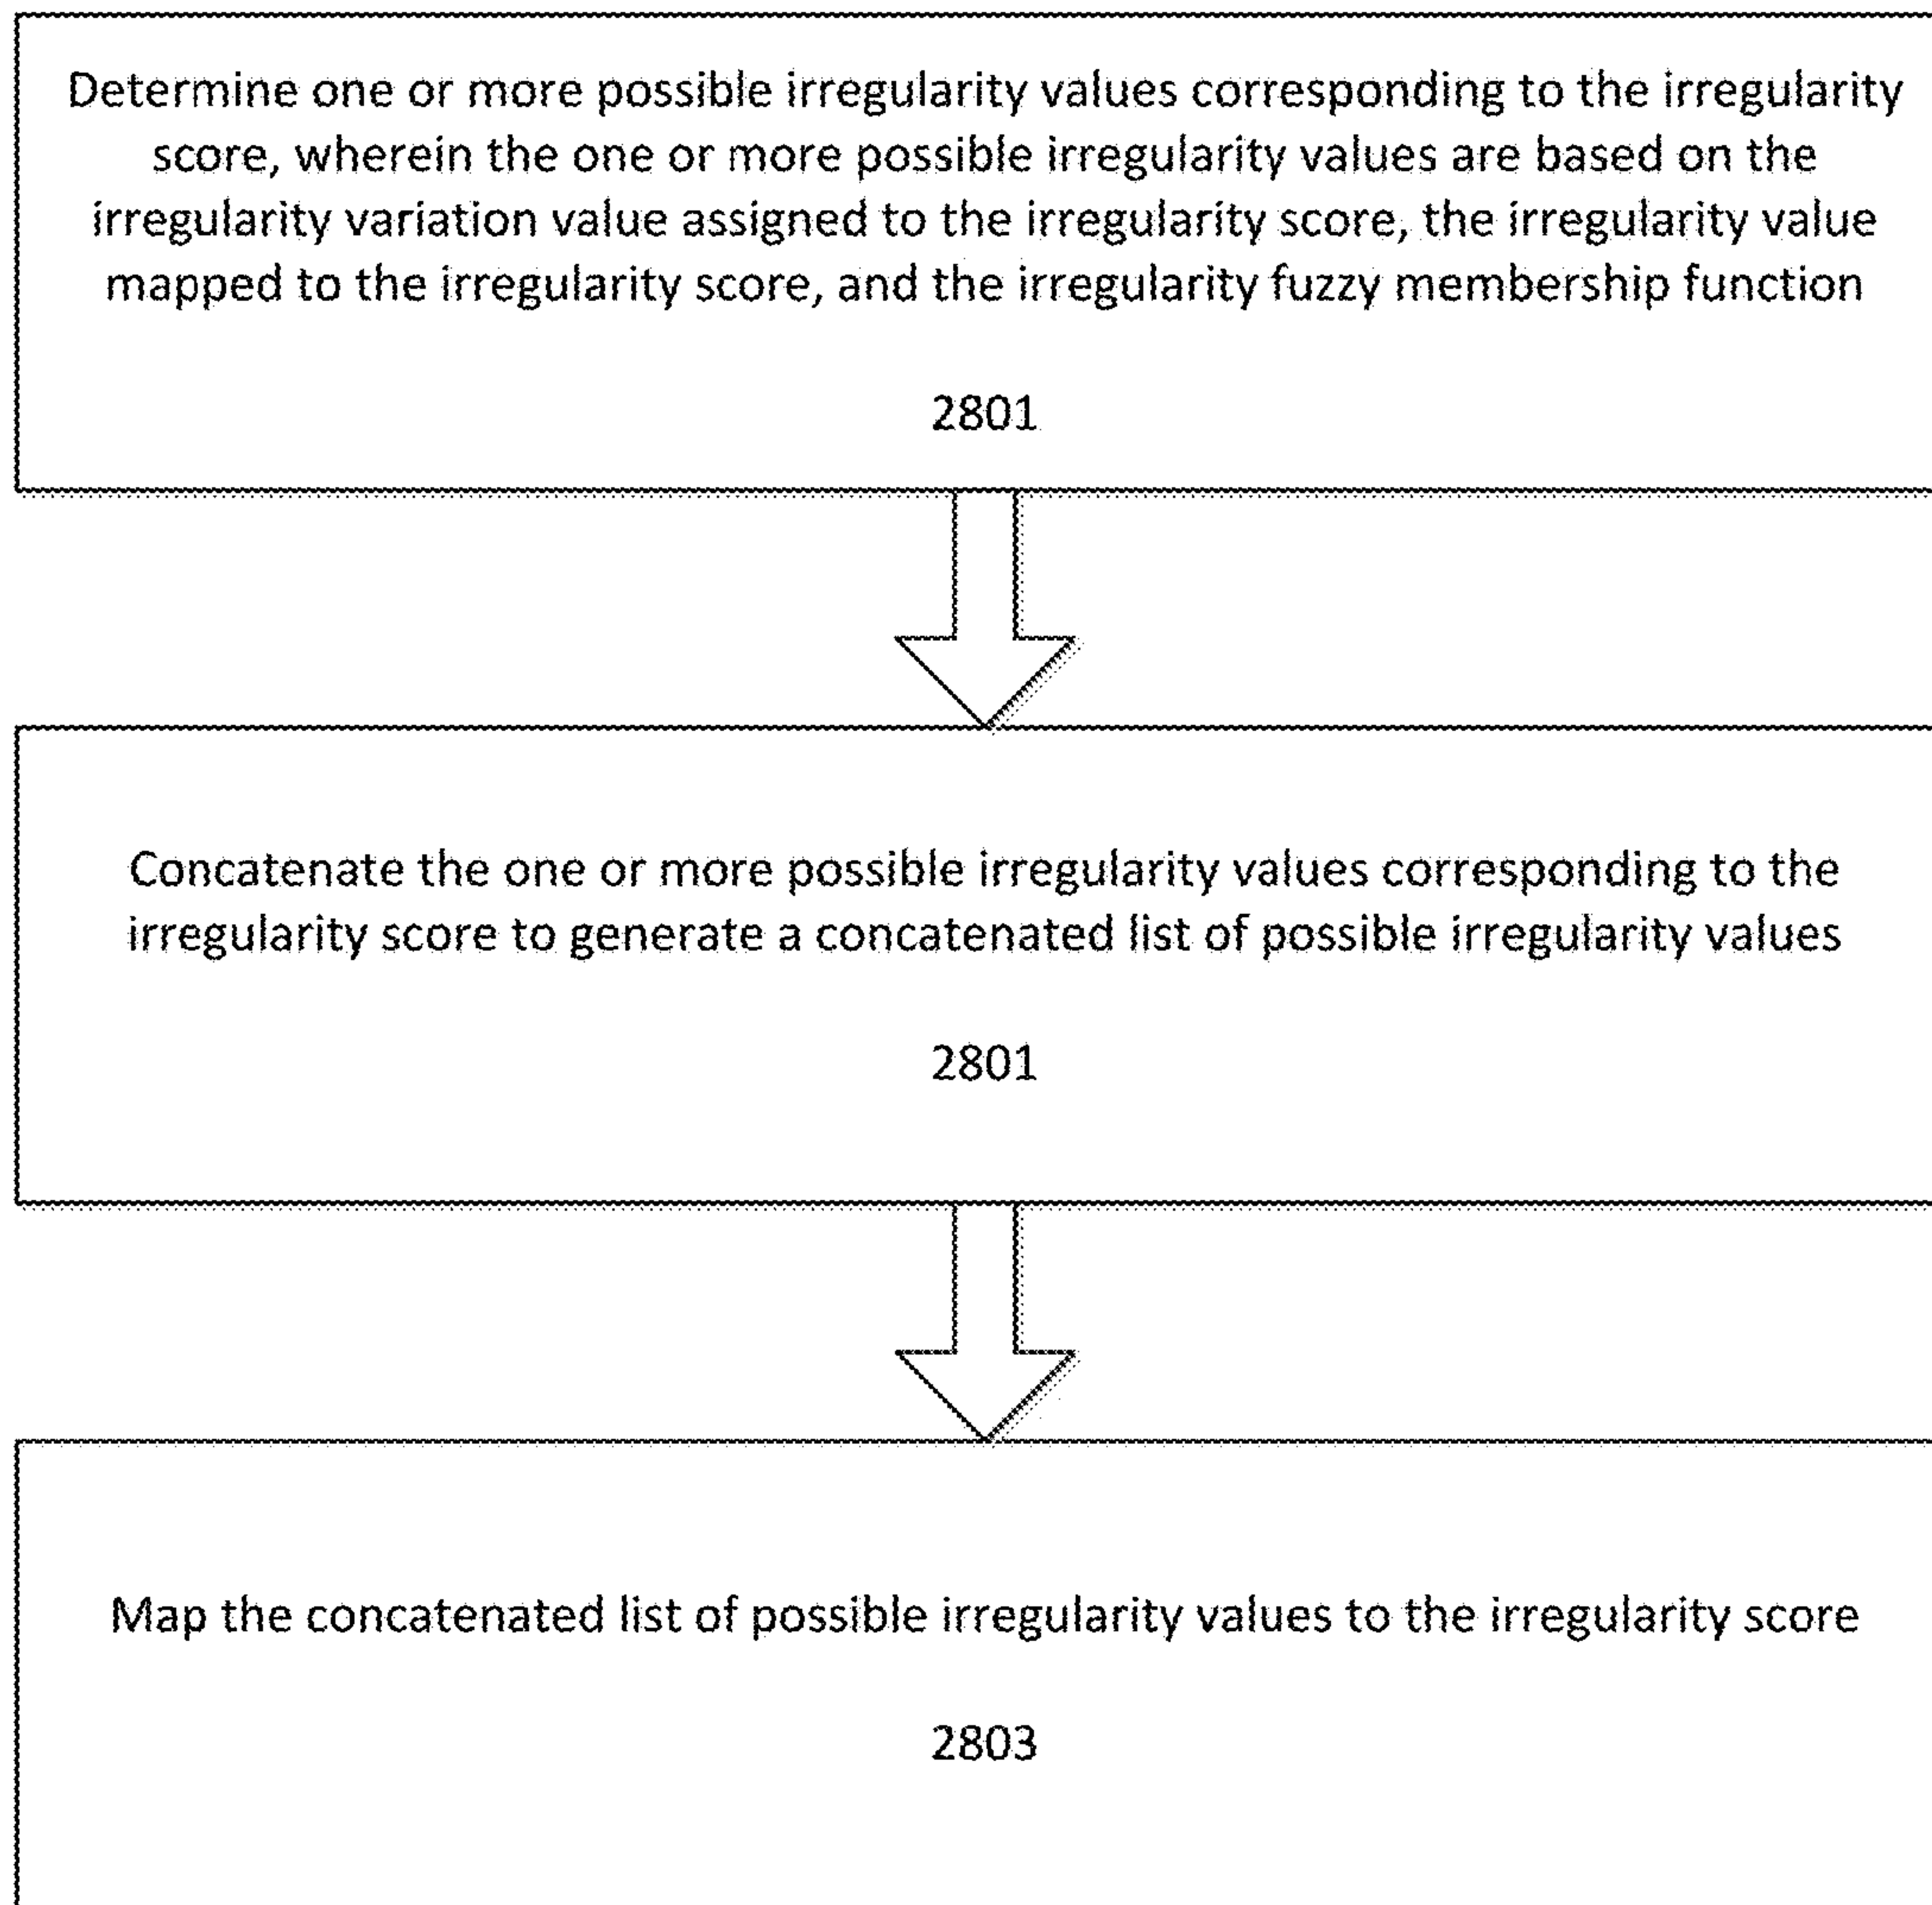 Determine one or more possible irregularity values corresponding to the irregularity
score, wherein the one or more possible irregularity values are based on the
irregularity variation value assigned to the irregularity score, the irregularity value
mapped to the irregularity score, and the irregularity fuzzy membership function
2801
Concatenate the one or more possible irregularity values corresponding to the
irregularity score to generate a concatenated list of possible irregularity values
2801
Map the concatenated list of possible irregularity values to the irregularity score
2803